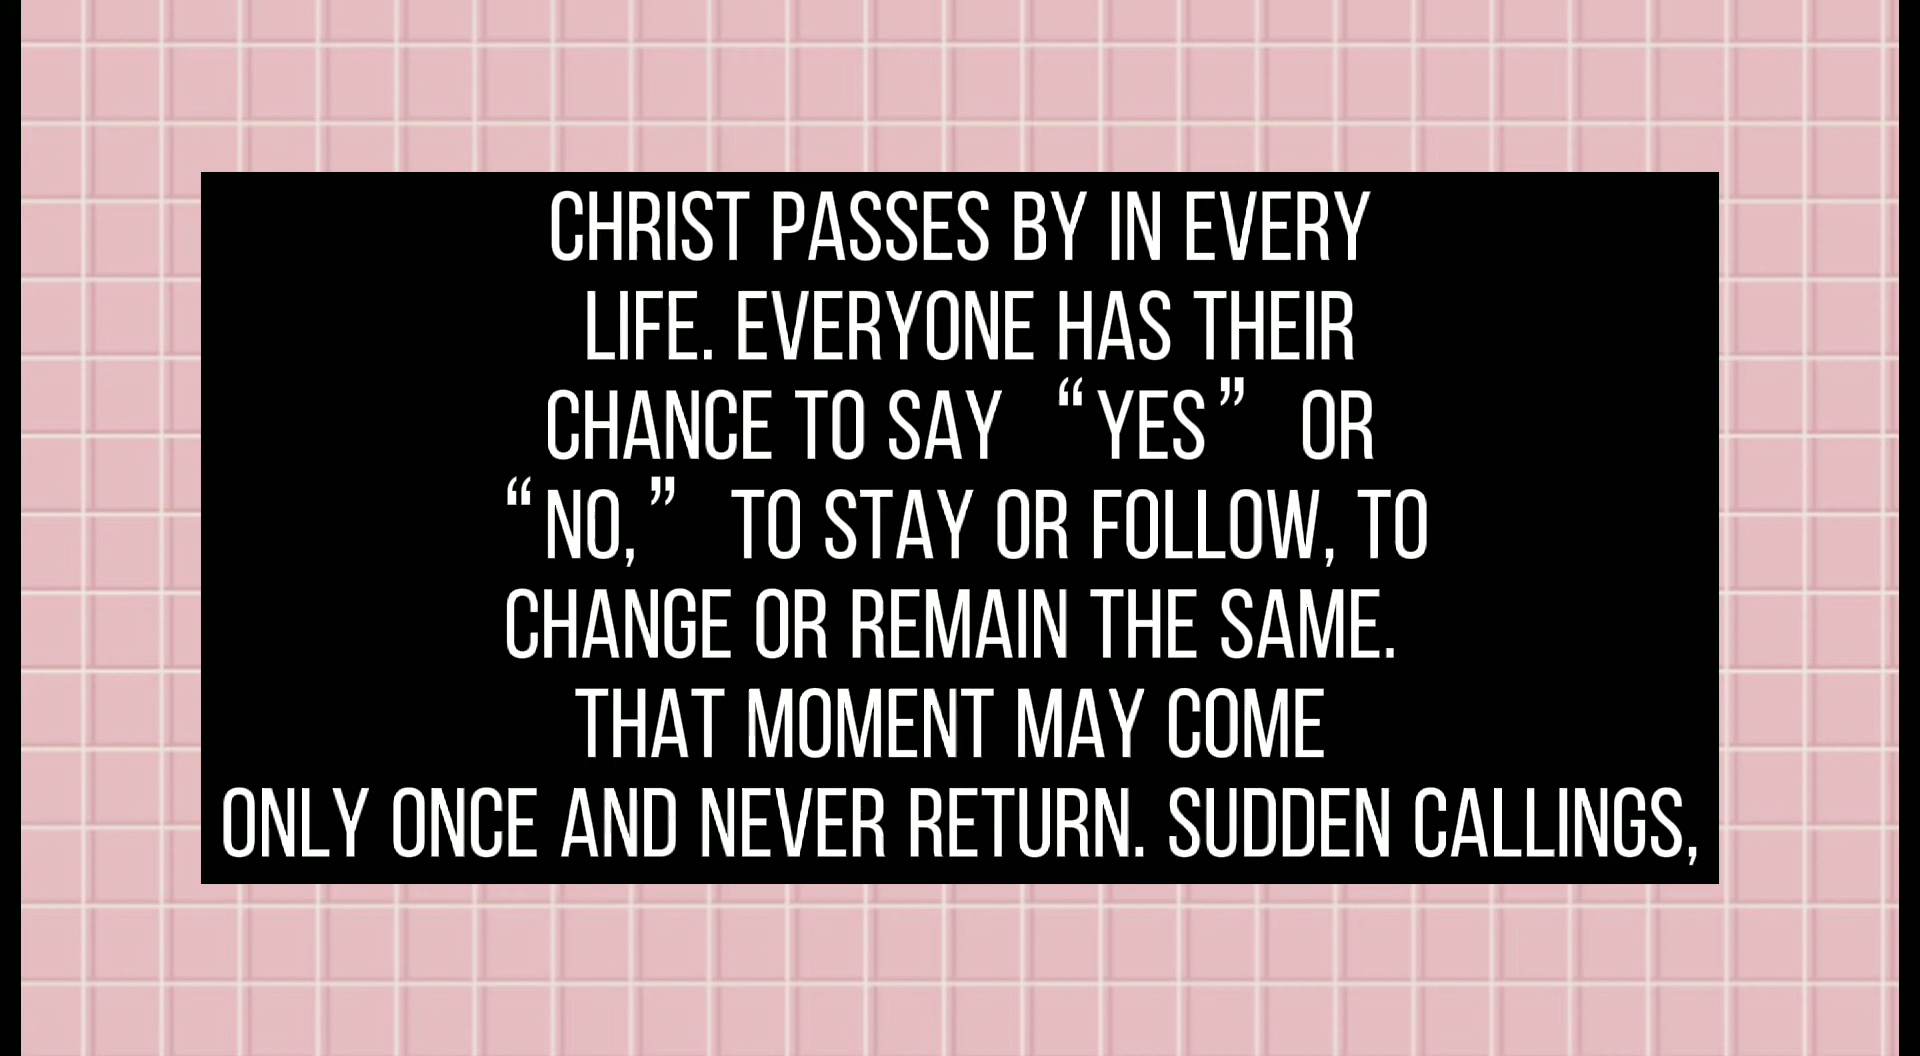 CHRIST PASSES BY IN EVERY
LIFE. EVERYONE HAS THEIR
CHANCE TO SAY “YES” OR
“NO,” TO STAY OR FOLLOW, TO
CHANGE OR REMAIN THE SAME.
THAT MOMENT MAY COME
ONLY ONCE AND NEVER RETURN. SUDDEN CALLINGS,